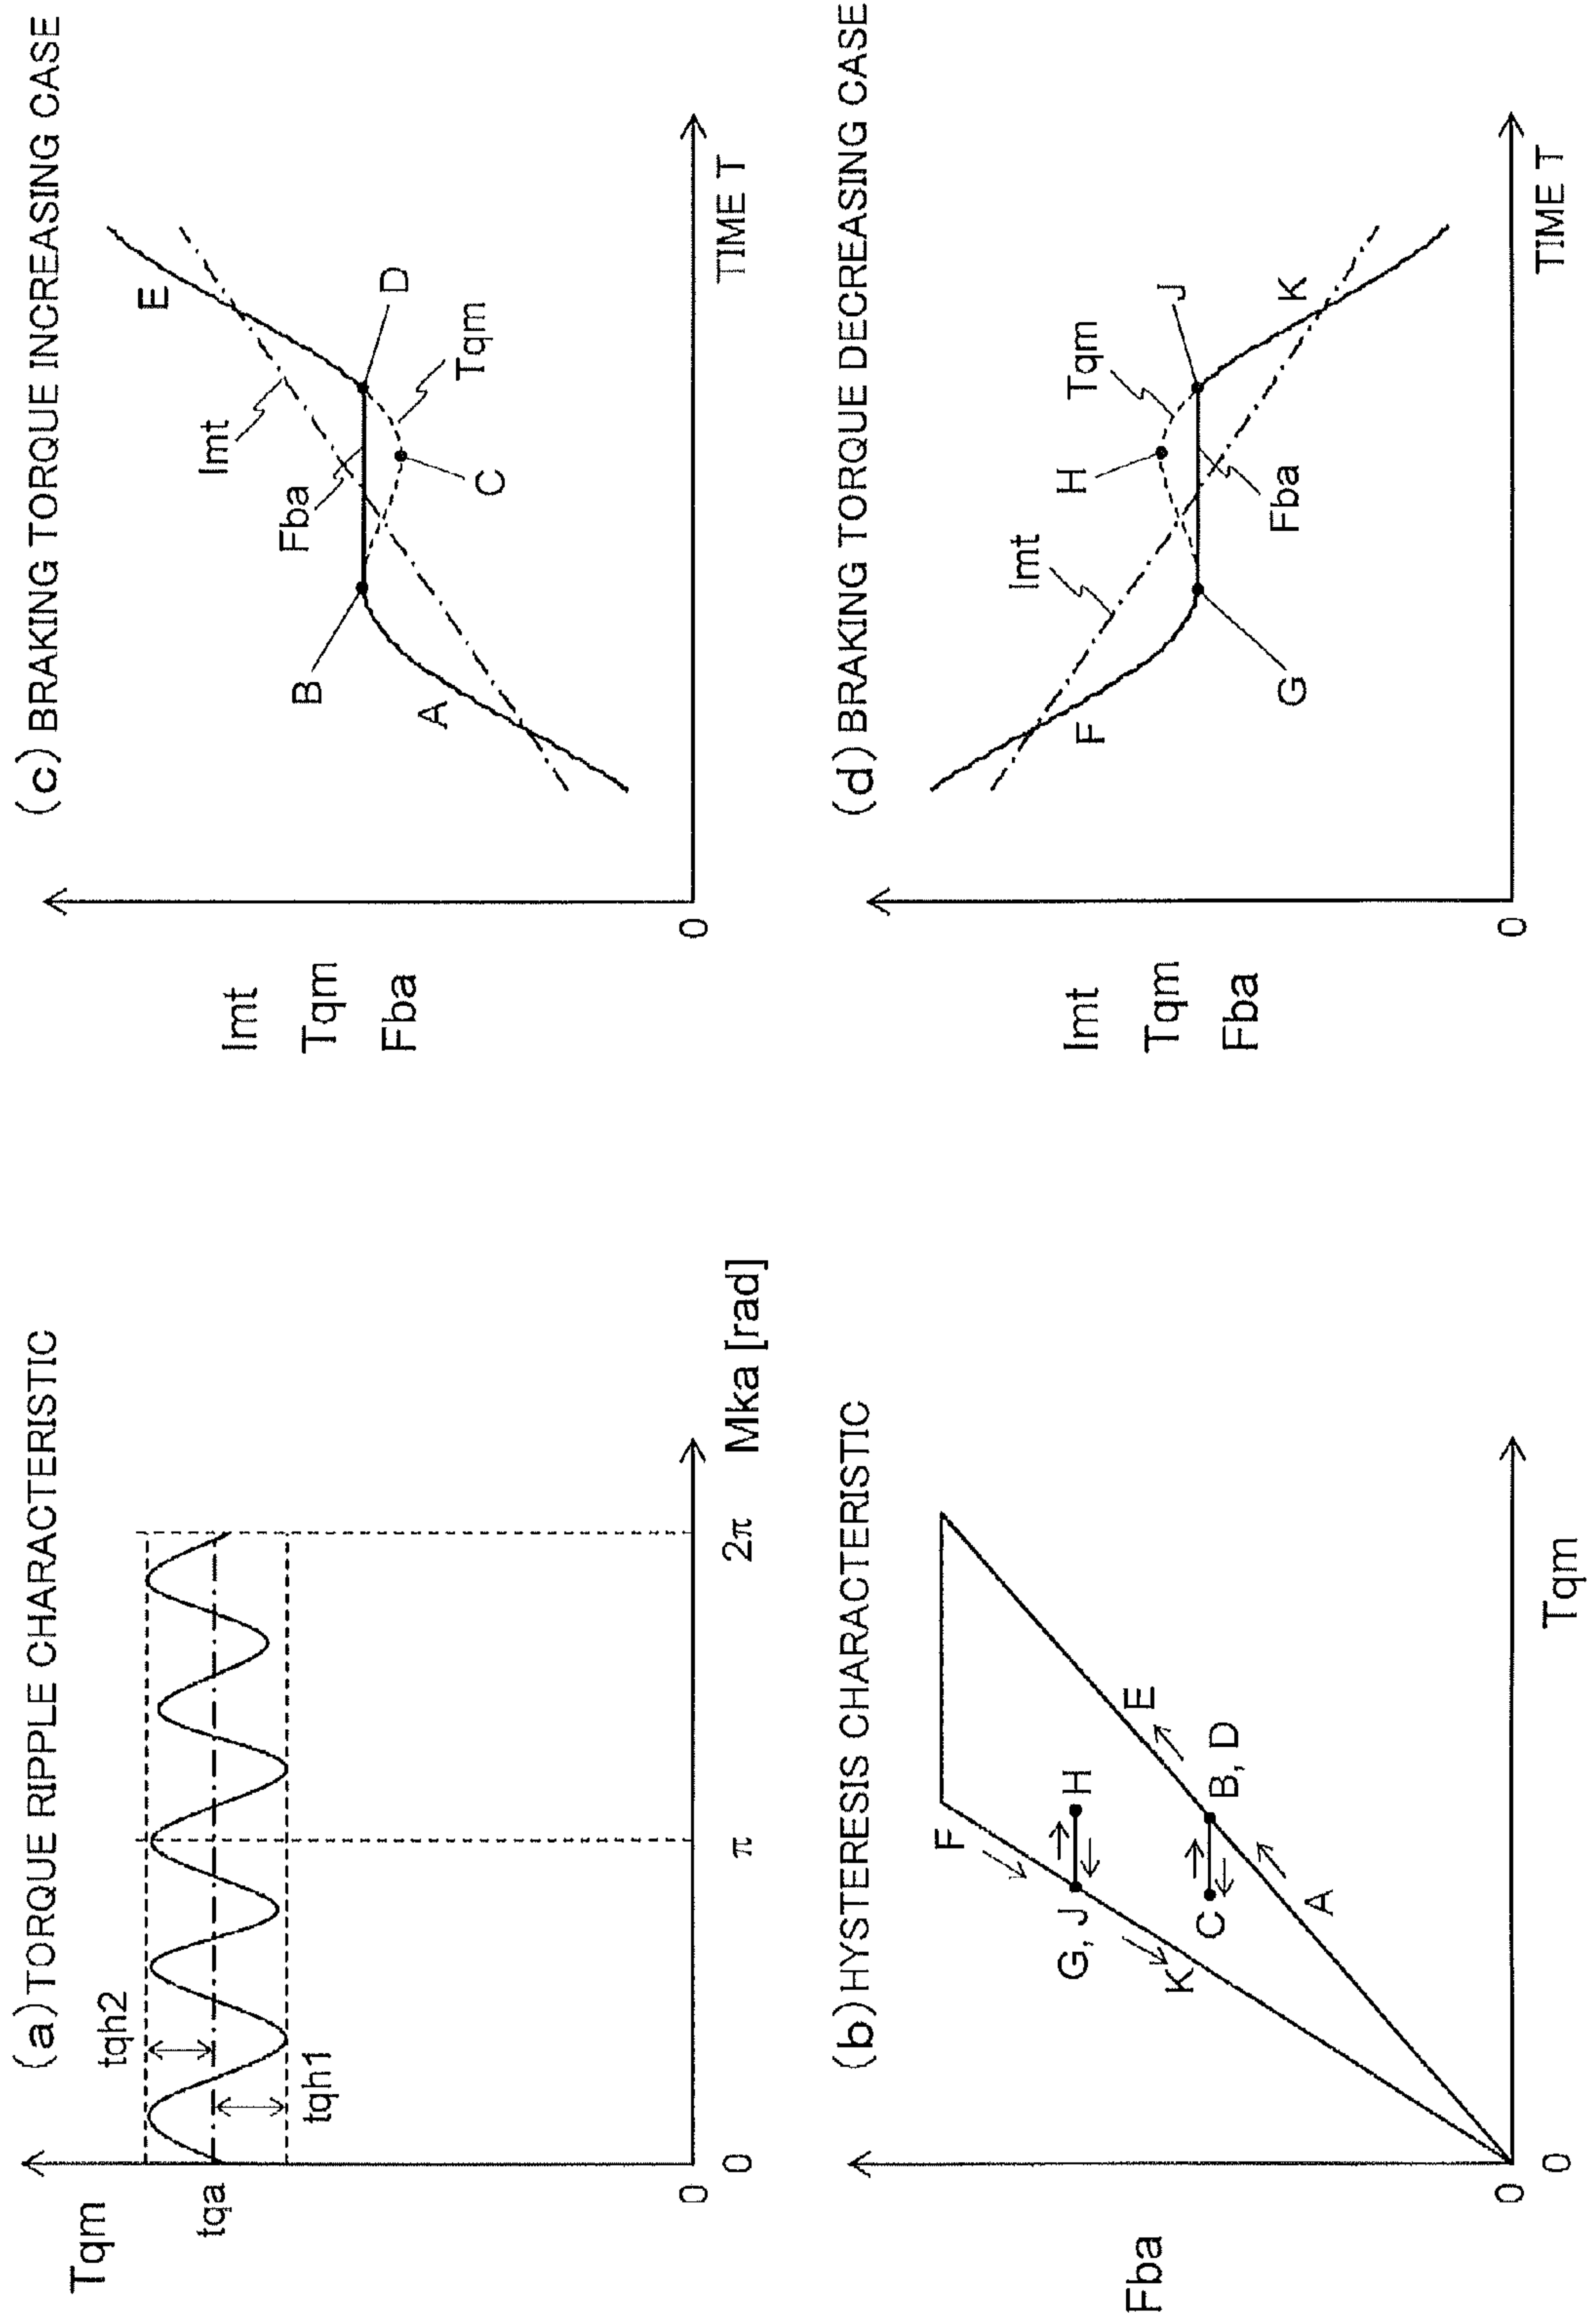 (a) TORQUE RIPPLE CHARACTERISTIC
Tqm
tqa
tqh2
tqh1
0
0
π
2π
Mka [rad]
(b) HYSTERESIS CHARACTERISTIC
Fba
F
G, J
H
K
C
B, D
E
A
0
0
Tqm
(c) BRAKING TORQUE INCREASING CASE
Imt
Tqm
Fba
E
Imt
Fba
D
Tqm
B
A
C
0
TIME T
(d) BRAKING TORQUE DECREASING CASE
Imt
Tqm
Fba
Imt
H
Tqm
J
F
K
G
Fba
0
TIME T